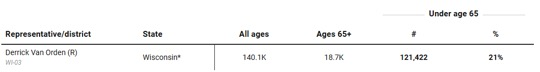 Under age 65
Representative/district State All ages Ages 65+ # %
Derrick Van Orden (R) Wisconsin* 140.1K 18.7K 121,422 21%
WI-03